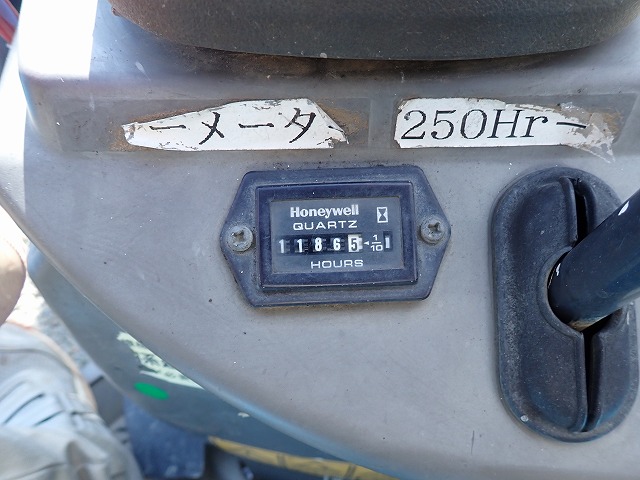 ーメータ 250Hrー
Honeywell
QUARTZ
11865 1/10
HOURS